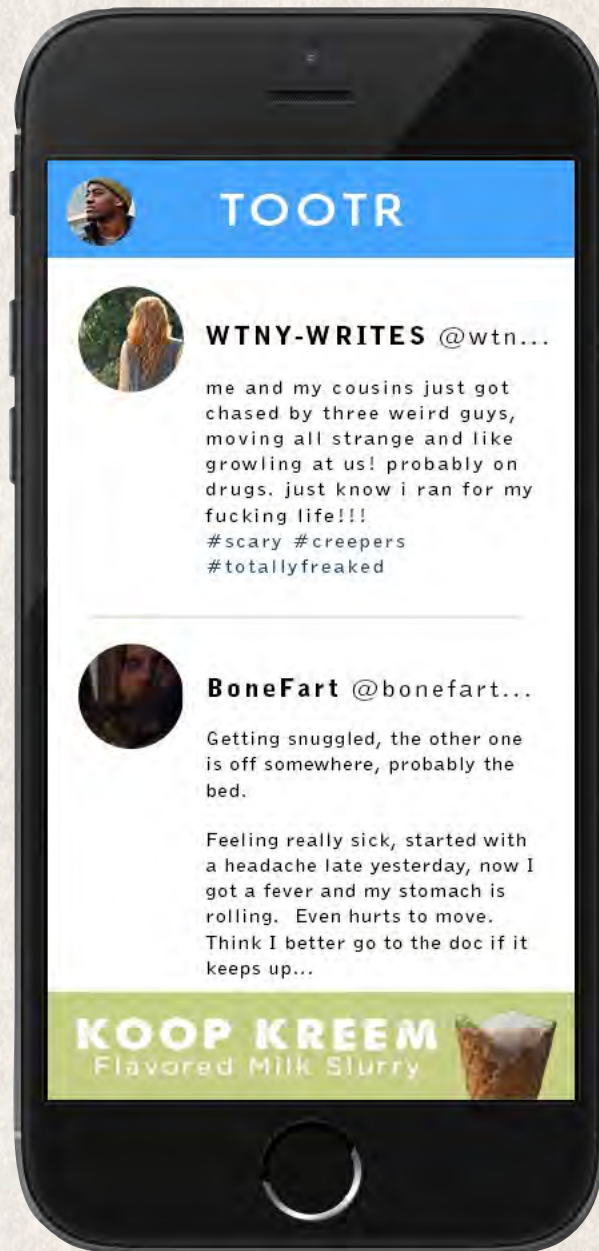 TOOTR
WTNY-WRITES @wtn...
me and my cousins just got
chased by three weird guys,
moving all strange and like
growling at us! probably on
drugs. just know i ran for my
fucking life!!!
#scary #creepers
#totallyfreaked
BoneFart @bonefart...
Getting snuggled, the other one
is off somewhere, probably the
bed.
Feeling really sick, started with
a headache late yesterday, now I
got a fever and my stomach is
rolling.  Even hurts to move.
Think I better go to the doc if it
keeps up...
KOOP KREEM
Flavored Milk Slurry